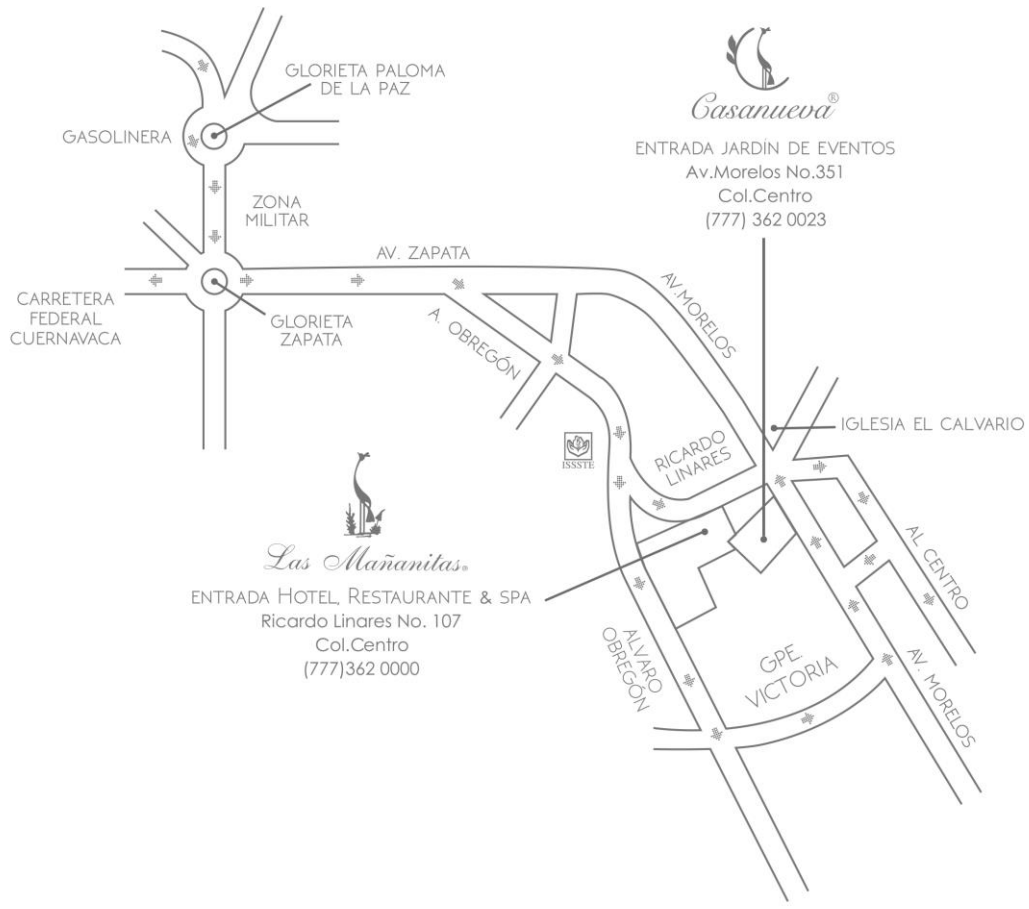 GLORIETA PALOMA
DE LA PAZ
GASOLINERA
ZONA
MILITAR
Casanueva®
ENTRADA JARDÍN DE EVENTOS
Av.Morelos No.351
Col.Centro
(777) 362 0023
AV. ZAPATA
CARRETERA
FEDERAL
CUERNAVACA
GLORIETA
ZAPATA
A. OBREGÓN
AV.MORELOS
IGLESIA EL CALVARIO
ISSSTE
RICARDO
LINARES
AL CENTRO
Las Mañanitas®
ENTRADA HOTEL, RESTAURANTE & SPA
Ricardo Linares No. 107
Col.Centro
(777)362 0000
ALVARO
OBREGÓN
GPE.
VICTORIA
AV. MORELOS